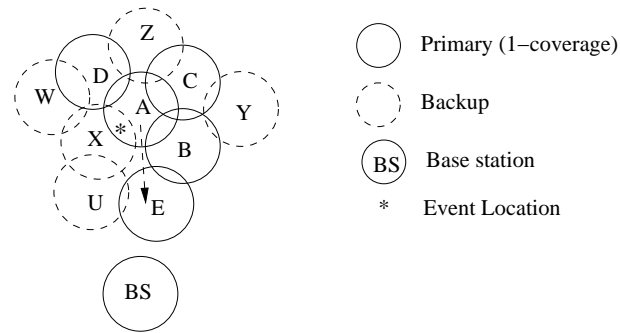 Z
D
C
W
A
Y
X
*
B
U
E
BS
Primary (1−coverage)
Backup
BS Base station
* Event Location